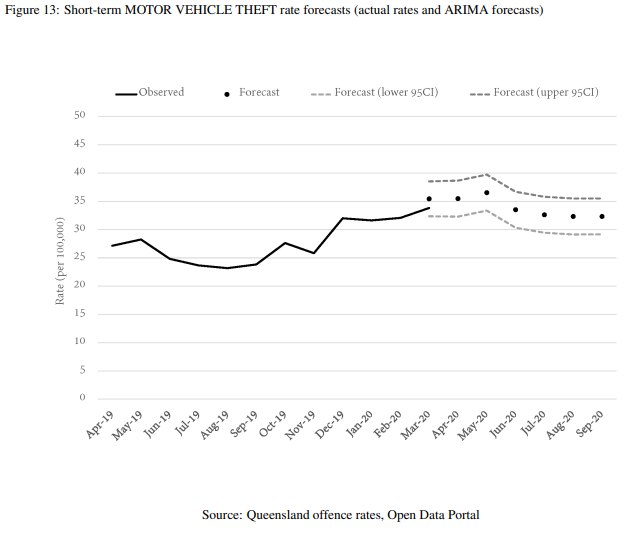 Figure 13: Short-term MOTOR VEHICLE THEFT rate forecasts (actual rates and ARIMA forecasts)
Observed
Forecast
Forecast (lower 95CI)
Forecast (upper 95CI)
Rate (per 100,000)
50
45
40
35
30
25
20
15
10
5
0
Apr-19
May-19
Jun-19
Jul-19
Aug-19
Sep-19
Oct-19
Nov-19
Dec-19
Jan-20
Feb-20
Mar-20
Apr-20
May-20
Jun-20
Jul-20
Aug-20
Sep-20
Source: Queensland offence rates, Open Data Portal